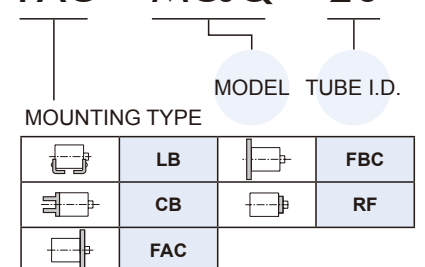 MODEL TUBE I.D.
MOUNTING TYPE
LB FBC
CB RF
FAC